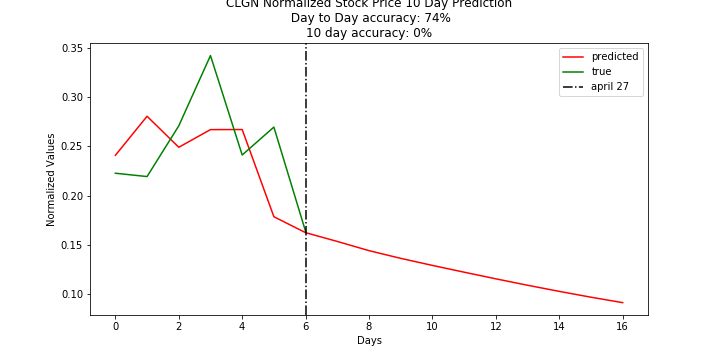 CLGN Normalized Stock Price 10 Day Prediction
Day to Day accuracy: 74%
10 day accuracy: 0%
predicted
true
april 27
0.35
0.30
0.25
0.20
0.15
0.10
Normalized Values
0 2 4 6 8 10 12 14 16
Days